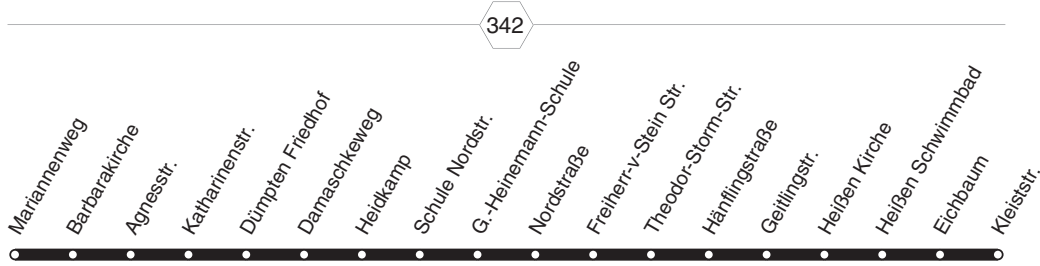 342
Mariannenweg
Barbarakirche
Agnesstr.
Katharinenstr.
Dümpten Friedhof
Damaschkeweg
Heidkamp
Schule Nordstr.
G.-Heinemann-Schule
Nordstraße
Freiherr-v-Stein Str.
Theodor-Storm-Str.
Hänflingstraße
Geitlingstr.
Heißen Kirche
Heißen Schwimmbad
Eichbaum
Kleiststr.